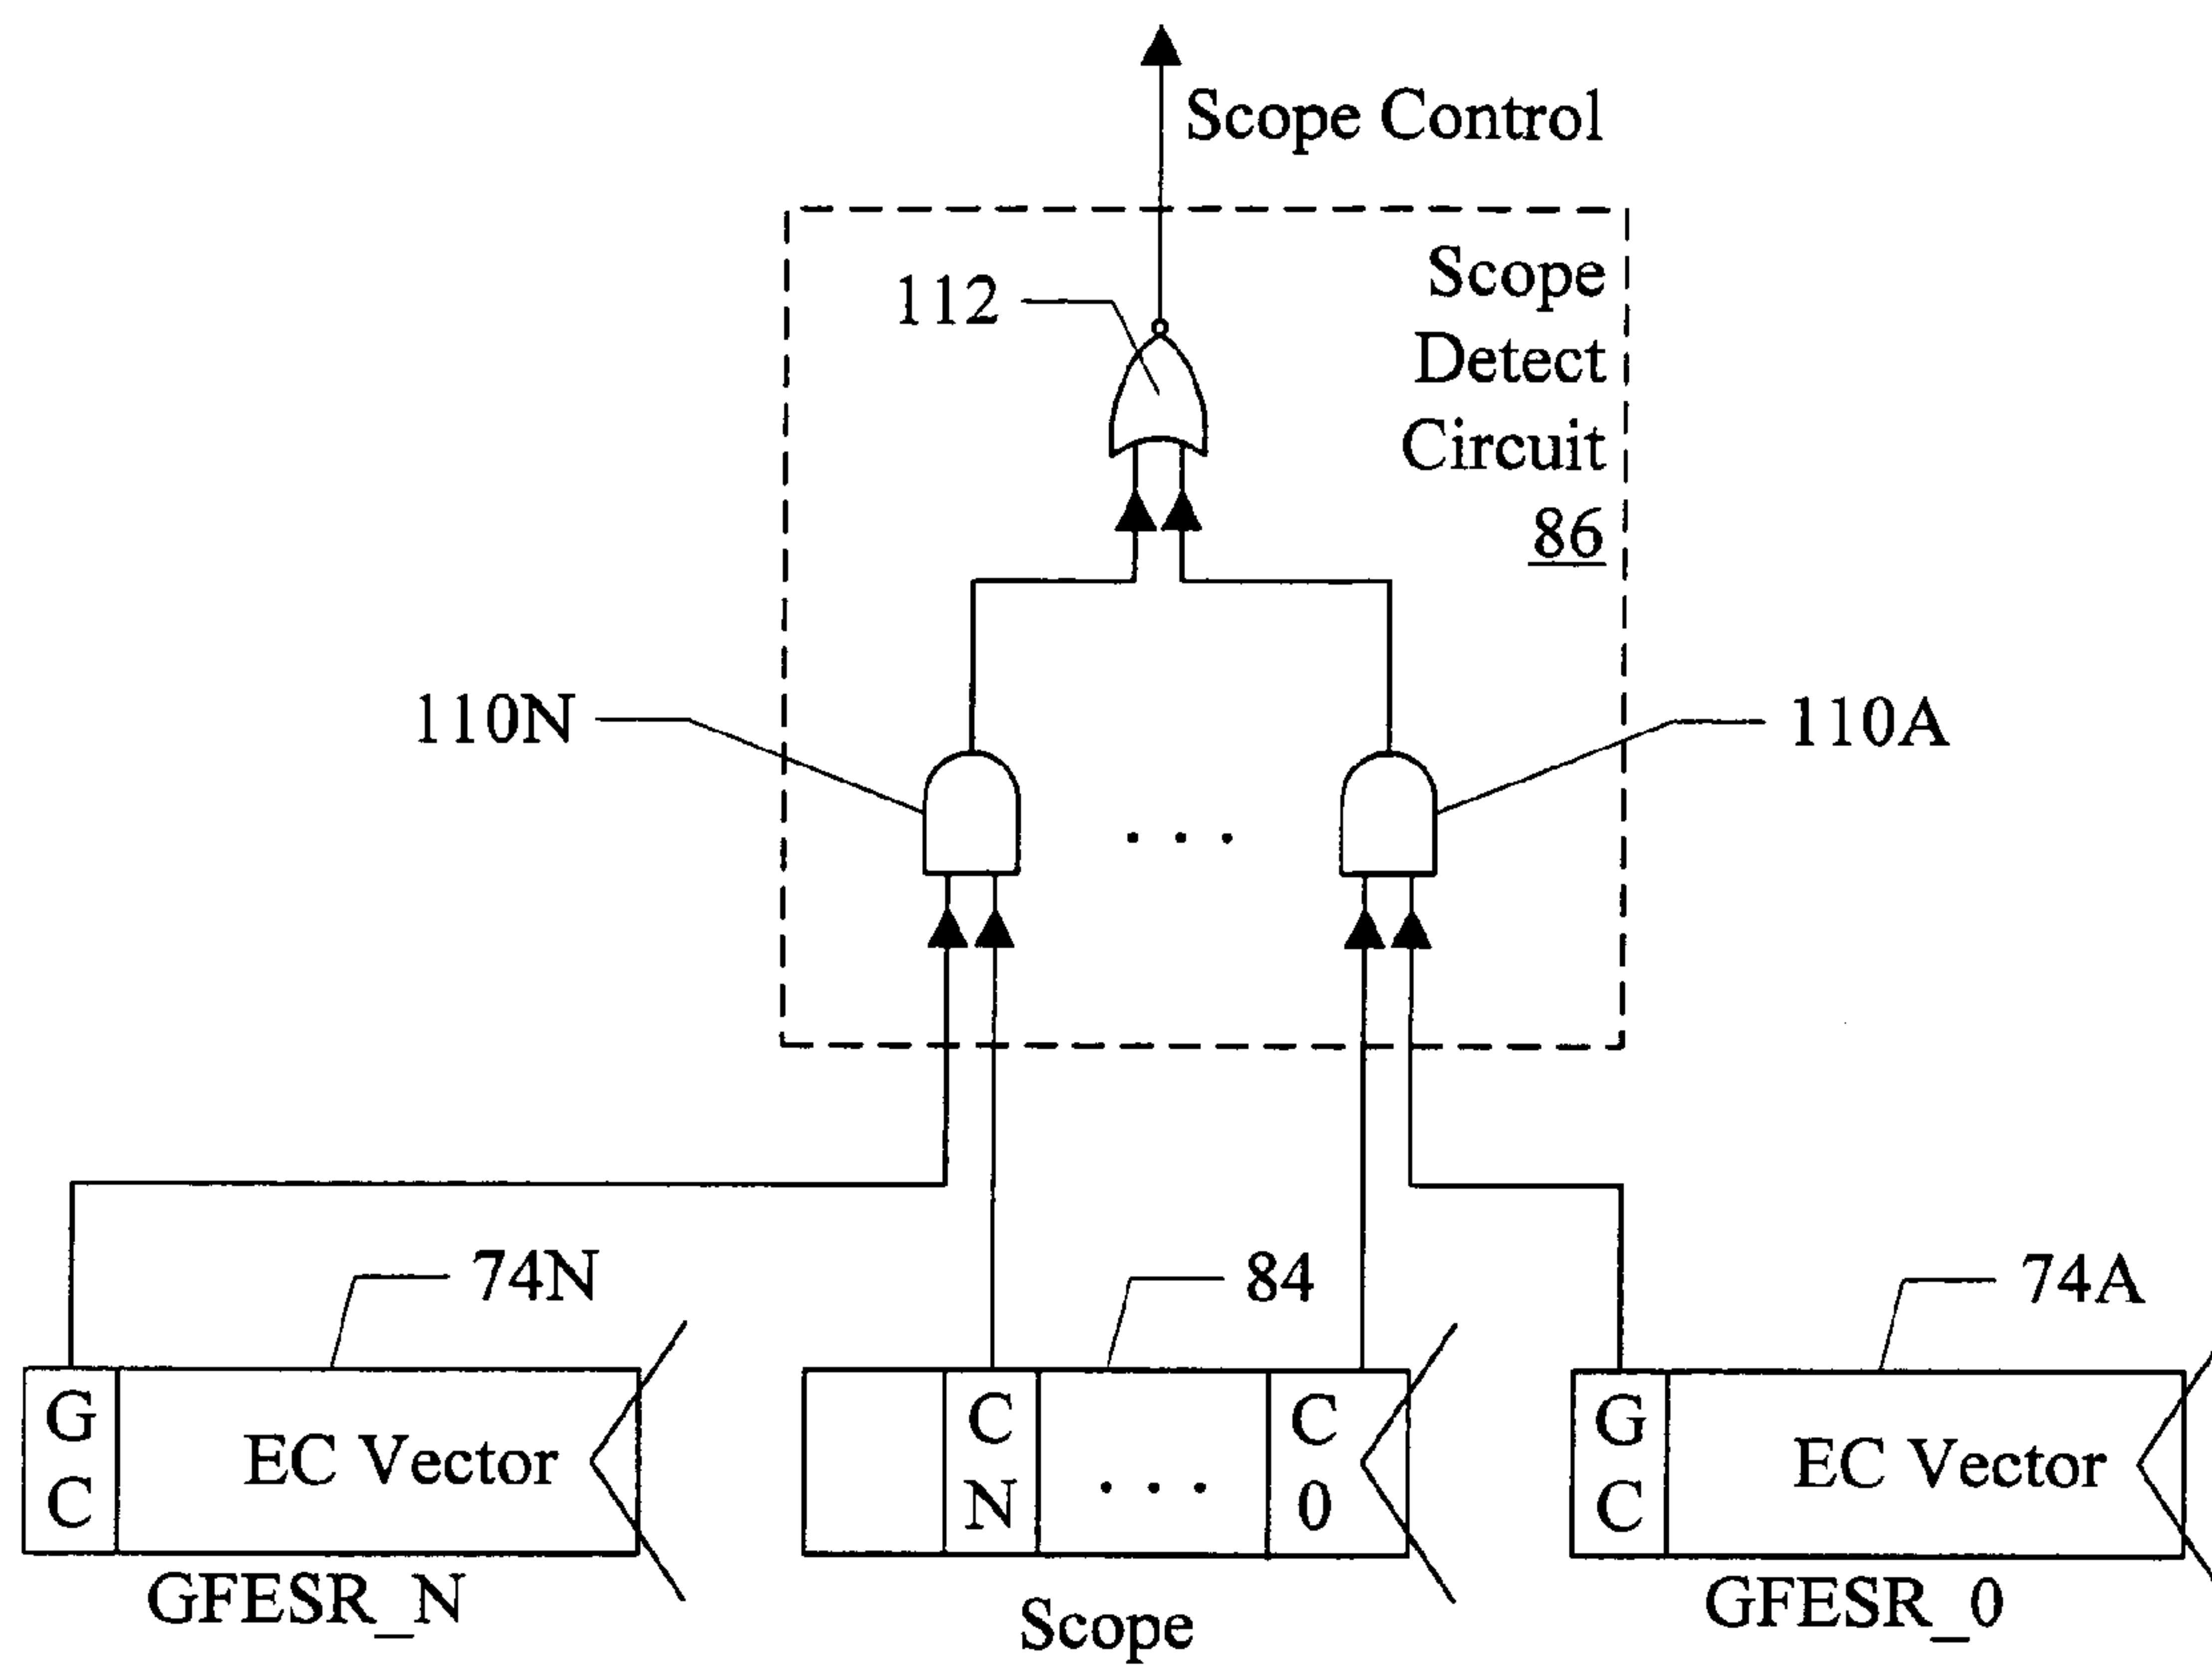 Scope Control
Scope
Detect
Circuit
86
112
110N
110A
. . .
74N
84
74A
G
C
EC Vector
C
N
. . .
C
0
G
C
EC Vector
GFESR_N
Scope
GFESR_0